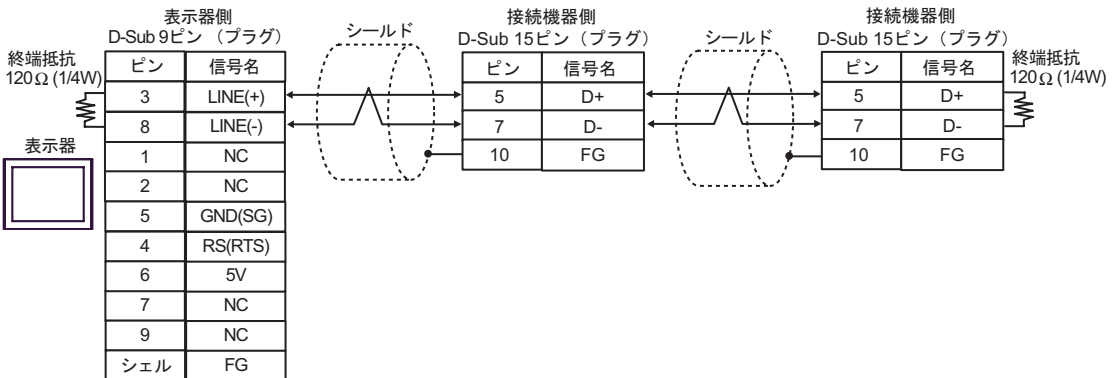 表示器側
D-Sub 9ピン （プラグ）
終端抵抗
120Ω (1/4W)
ピン 信号名
3 LINE(+)
8 LINE(-)
1 NC
2 NC
5 GND(SG)
4 RS(RTS)
6 5V
7 NC
9 NC
シェル FG
表示器
シールド
接続機器側
D-Sub 15ピン（プラグ）
ピン 信号名
5 D+
7 D-
10 FG
シールド
接続機器側
D-Sub 15ピン（プラグ）
ピン 信号名
5 D+
7 D-
10 FG
終端抵抗
120Ω (1/4W)